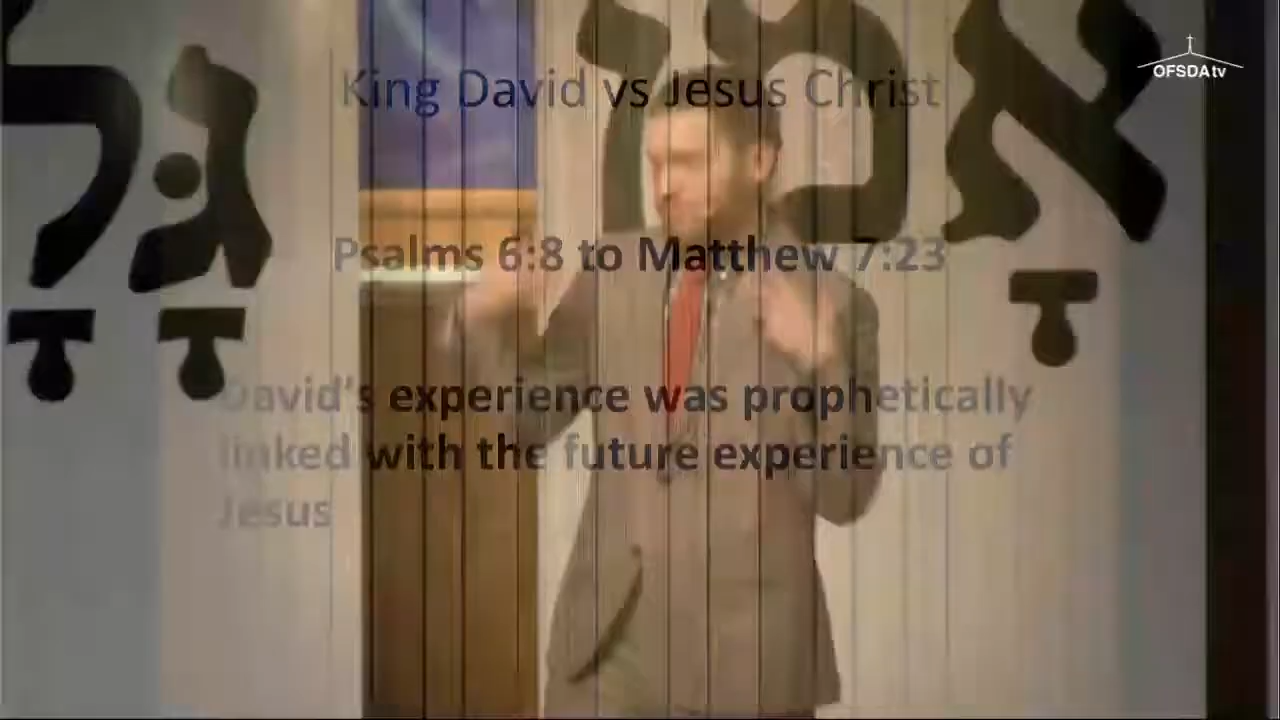 OFSDAtv
King David vs Jesus Christ
Psalms 6:8 to Matthew 7:23
David's experience was prophetically
linked with the future experience of
Jesus